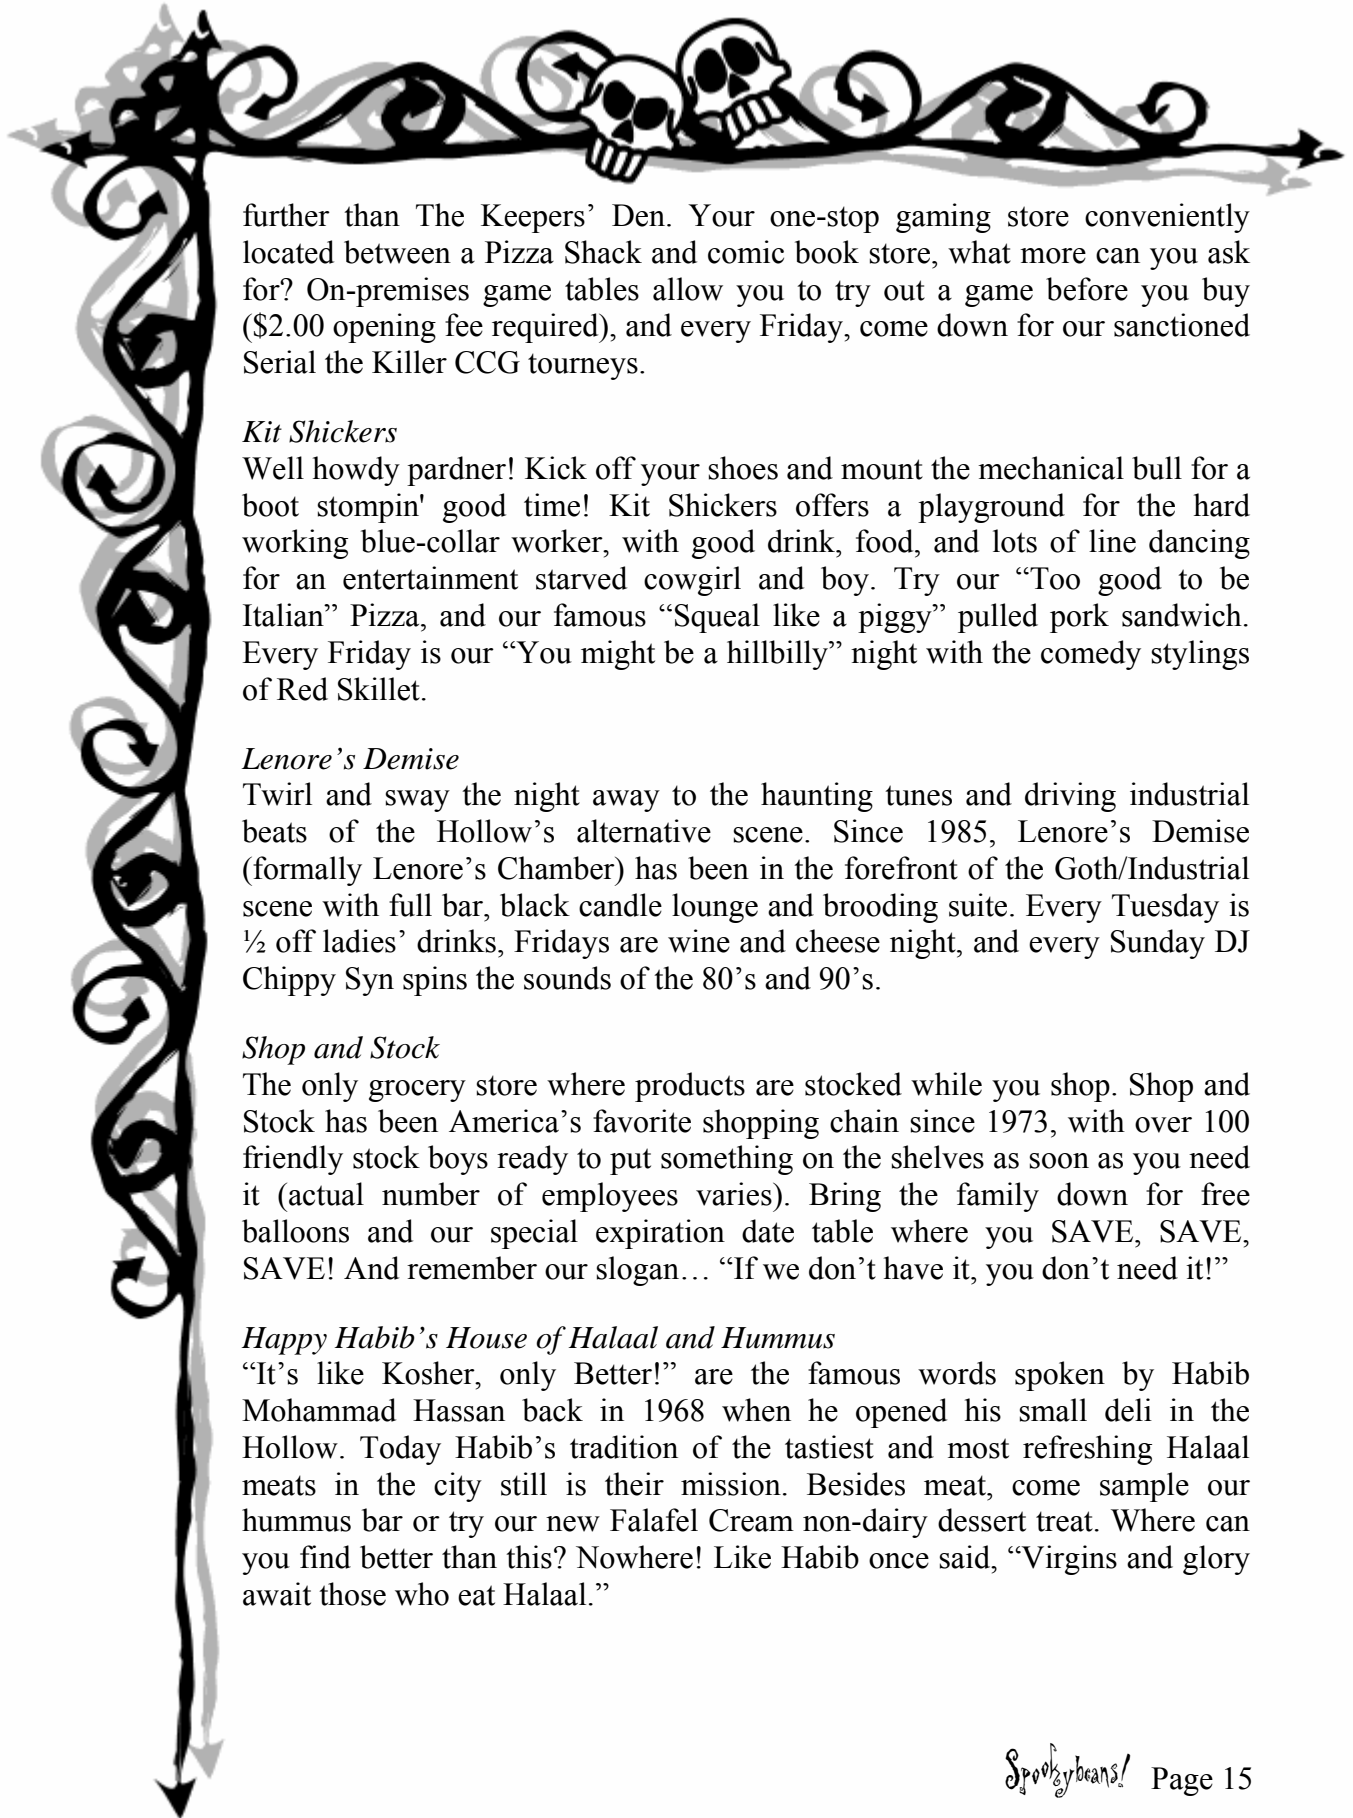 further than The Keepers’ Den. Your one-stop gaming store conveniently
located between a Pizza Shack and comic book store, what more can you ask
for? On-premises game tables allow you to try out a game before you buy
($2.00 opening fee required), and every Friday, come down for our sanctioned
Serial the Killer CCG tourneys.
Kit Shickers
Well howdy pardner! Kick off your shoes and mount the mechanical bull for a
boot stompin' good time! Kit Shickers offers a playground for the hard
working blue-collar worker, with good drink, food, and lots of line dancing
for an entertainment starved cowgirl and boy. Try our “Too good to be
Italian” Pizza, and our famous “Squeal like a piggy” pulled pork sandwich.
Every Friday is our “You might be a hillbilly” night with the comedy stylings
of Red Skillet.
Lenore’s Demise
Twirl and sway the night away to the haunting tunes and driving industrial
beats of the Hollow’s alternative scene. Since 1985, Lenore’s Demise
(formally Lenore’s Chamber) has been in the forefront of the Goth/Industrial
scene with full bar, black candle lounge and brooding suite. Every Tuesday is
½ off ladies’ drinks, Fridays are wine and cheese night, and every Sunday DJ
Chippy Syn spins the sounds of the 80’s and 90’s.
Shop and Stock
The only grocery store where products are stocked while you shop. Shop and
Stock has been America’s favorite shopping chain since 1973, with over 100
friendly stock boys ready to put something on the shelves as soon as you need
it (actual number of employees varies). Bring the family down for free
balloons and our special expiration date table where you SAVE, SAVE,
SAVE! And remember our slogan… “If we don’t have it, you don’t need it!”
Happy Habib’s House of Halaal and Hummus
“It’s like Kosher, only Better!” are the famous words spoken by Habib
Mohammad Hassan back in 1968 when he opened his small deli in the
Hollow. Today Habib’s tradition of the tastiest and most refreshing Halaal
meats in the city still is their mission. Besides meat, come sample our
hummus bar or try our new Falafel Cream non-dairy dessert treat. Where can
you find better than this? Nowhere! Like Habib once said, “Virgins and glory
await those who eat Halaal.”
Spookybeans! Page 15